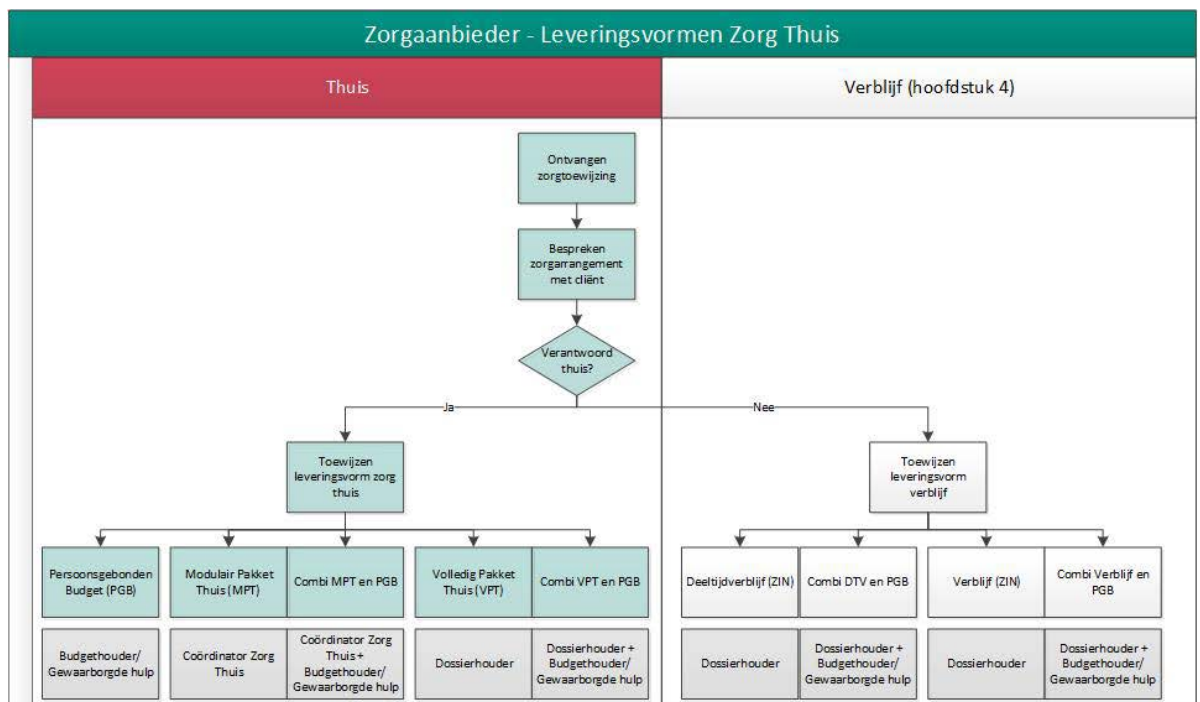 Zorgaanbieder - Leveringsvormen Zorg Thuis
Thuis
Verblijf (hoofdstuk 4)
Ontvangen
zorgtoewijzing
Bespreken
zorgarrangement
met cliënt
Verantwoord
thuis?
Ja
Nee
Toewijzen
leveringsvorm zorg
thuis
Toewijzen
leveringsvorm
verblijf
Persoonsgebonden
Budget (PGB)
Modulair Pakket
Thuis (MPT)
Combi MPT en PGB
Volledig Pakket
Thuis (VPT)
Combi VPT en PGB
Deeltijdverblijf (ZIN)
Combi DTV en PGB
Verblijf (ZIN)
Combi Verblijf en
PGB
Budgethouder/
Gewaarborgde hulp
Coördinator Zorg
Thuis
Coördinator Zorg
Thuis +
Budgethouder/
Gewaarborgde hulp
Dossierhouder
Dossierhouder +
Budgethouder/
Gewaarborgde hulp
Dossierhouder
Dossierhouder +
Budgethouder/
Gewaarborgde hulp
Dossierhouder
Dossierhouder +
Budgethouder/
Gewaarborgde hulp